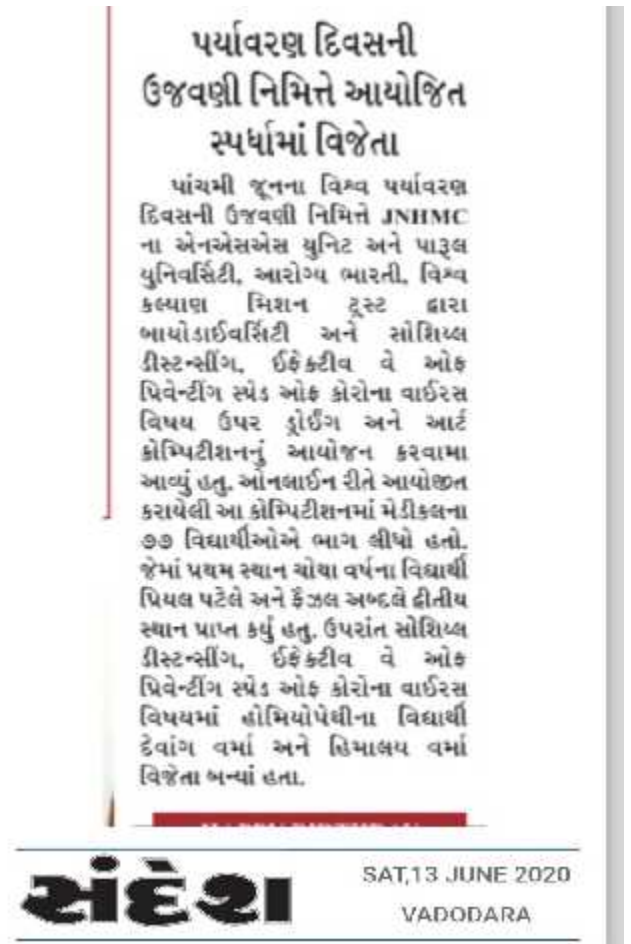 પર્યાવરણ દિવસની
ઉજવણી નિમિત્તે આયોજિત
સ્પર્ધામાં વિજેતા
પાંચમી જૂનના વિશ્વ પર્યાવરણ
દિવસની ઉજવણી નિમિત્તે JNHMC
ના એનએસએસ યુનિટ અને પારૂલ
યુનિવર્સિટી, આરોગ્ય ભારતી, વિશ્વ
કલ્યાણ મિશન ટ્રસ્ટ દ્વારા
બાયોડાઈવર્સિટી અને સોશિયલ
ડીસ્ટન્સીંગ, ઈફેક્ટીવ વે ઓફ
પ્રિવેન્ટીંગ સ્પ્રેડ ઓફ કોરોના વાઈરસ
વિષય ઉપર ડ્રોઈંગ અને આર્ટ
કોમ્પિટીશનનું આયોજન કરવામા
આવ્યું હતુ. ઓનલાઈન રીતે આયોજીત
કરાયેલી આ કોમ્પિટીશનમાં મેડીકલના
૭૭ વિદ્યાર્થીઓએ ભાગ લીધો હતો.
જેમાં પ્રથમ સ્થાન ચોથા વર્ષના વિદ્યાર્થી
પ્રિયલ પટેલે અને ફૈઝલ અબ્દલે દ્વીતીય
સ્થાન પ્રાપ્ત કર્યુ હતુ. ઉપરાંત સોશિયલ
ડીસ્ટન્સીંગ, ઈફેક્ટીવ વે ઓફ
પ્રિવેન્ટીંગ સ્પ્રેડ ઓફ કોરોના વાઈરસ
વિષયમાં હોમિયોપેથીના વિદ્યાર્થી
દેવાંગ વર્મા અને હિમાલય વર્મા
વિજેતા બન્યાં હતા.
સંદેશ
SAT,13 JUNE 2020
VADODARA